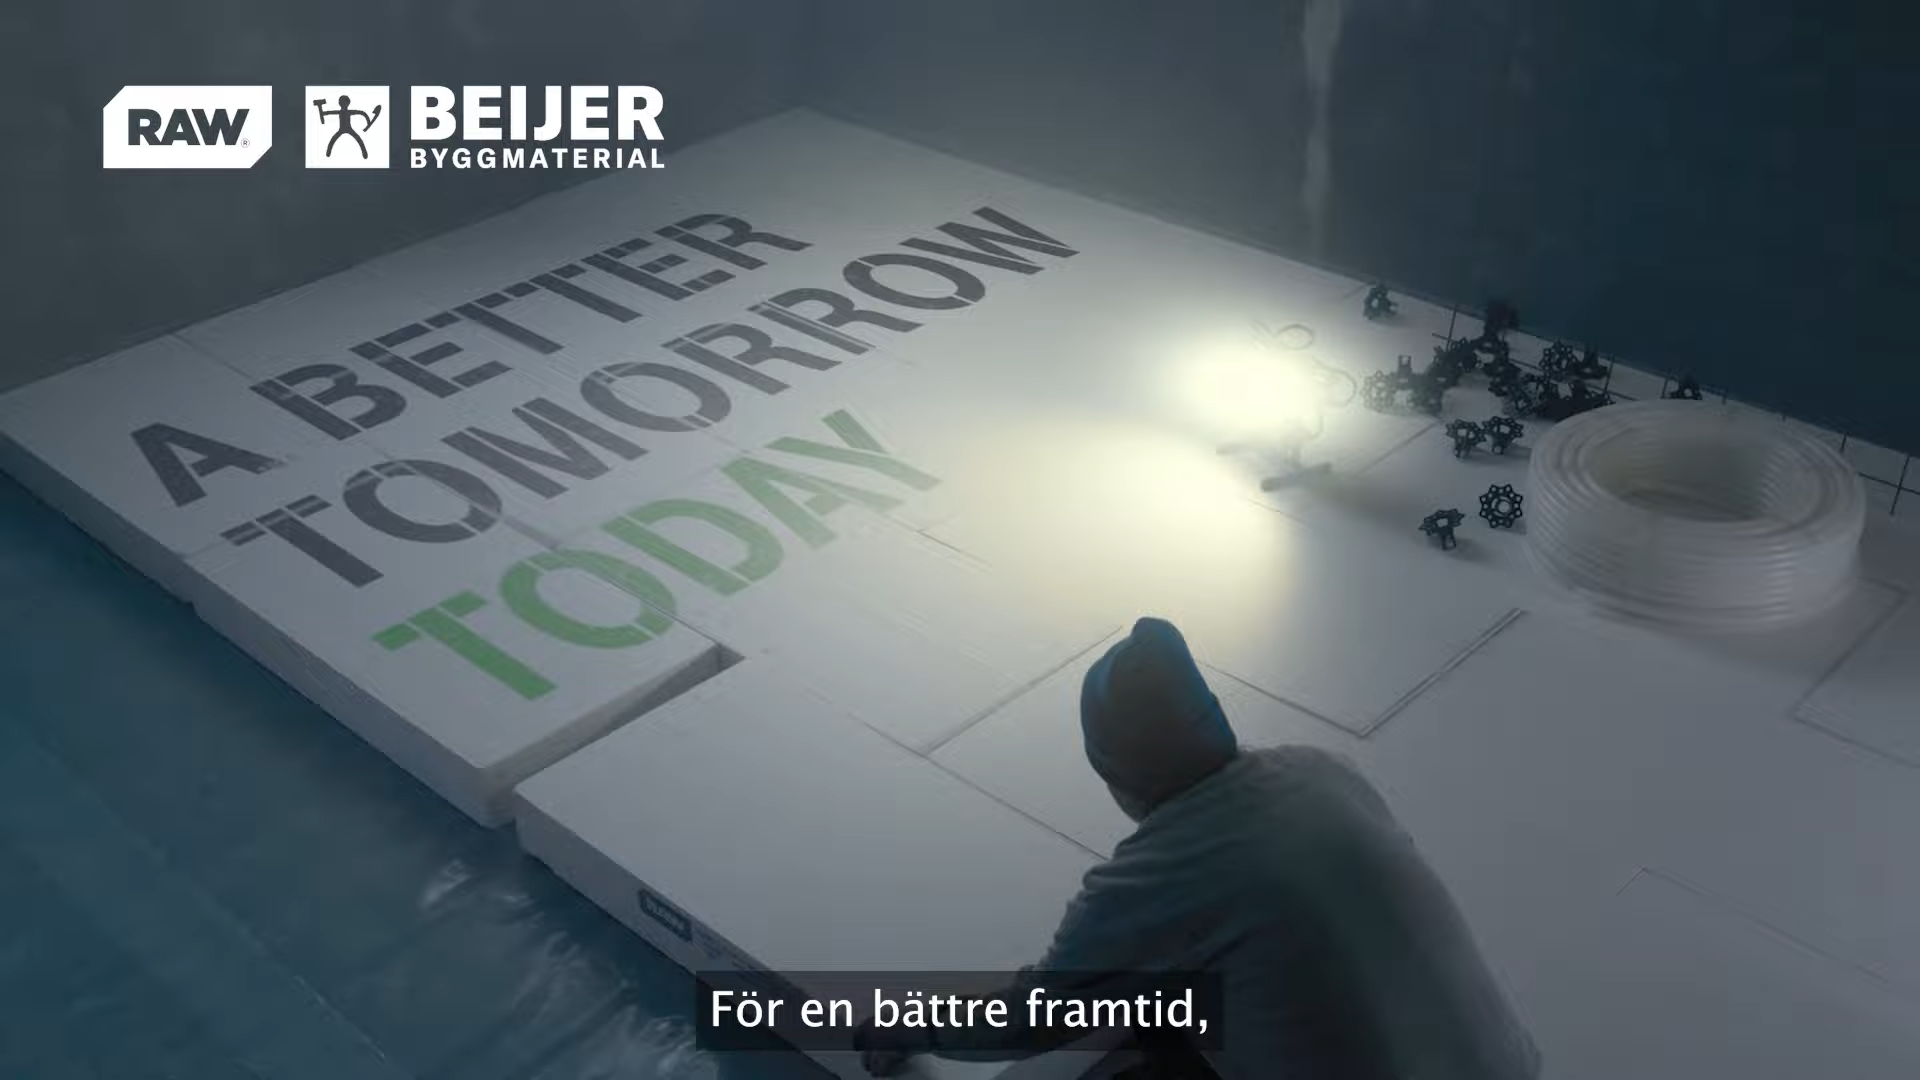 RAW®
BEIJER
BYGGMATERIAL
A BETTER
TOMORROW
TODAY
För en bättre framtid,